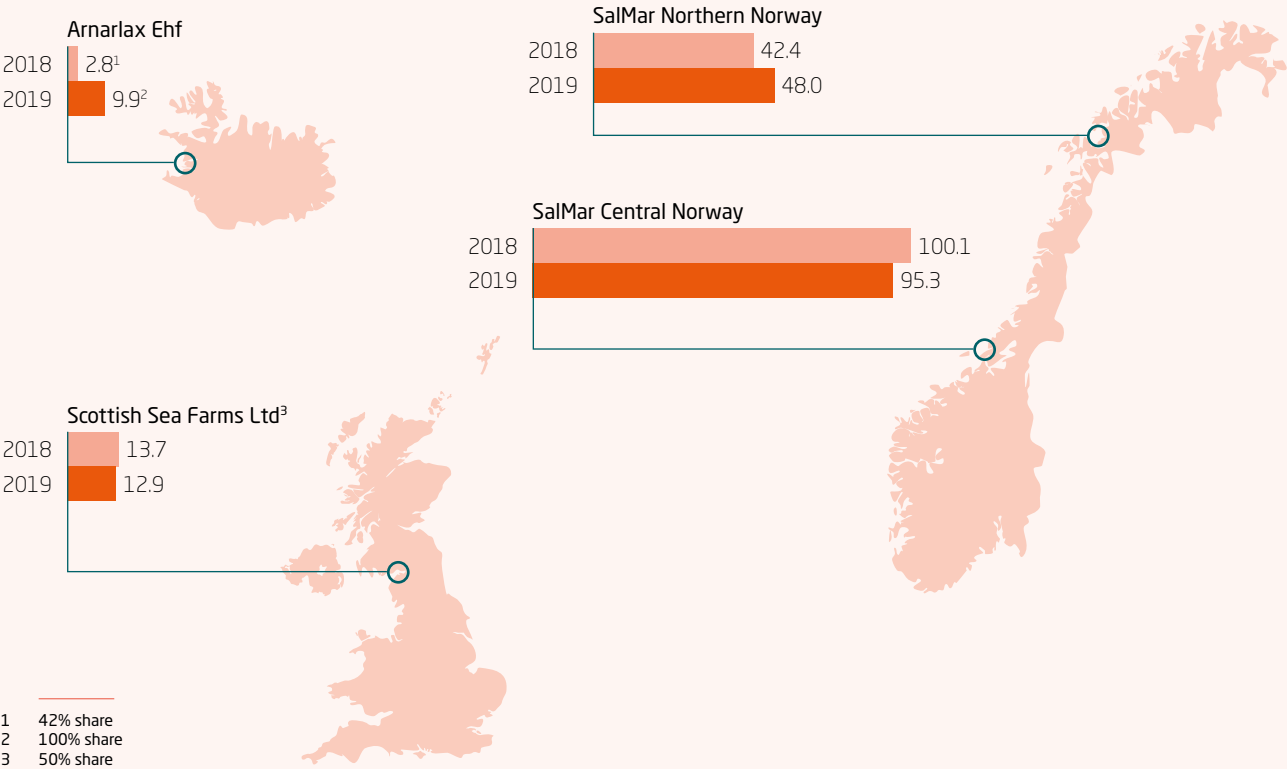 Arnarlax Ehf
2018 2.8¹
2019 9.9²
SalMar Northern Norway
2018 42.4
2019 48.0
SalMar Central Norway
2018 100.1
2019 95.3
Scottish Sea Farms Ltd³
2018 13.7
2019 12.9
1 42% share
2 100% share
3 50% share